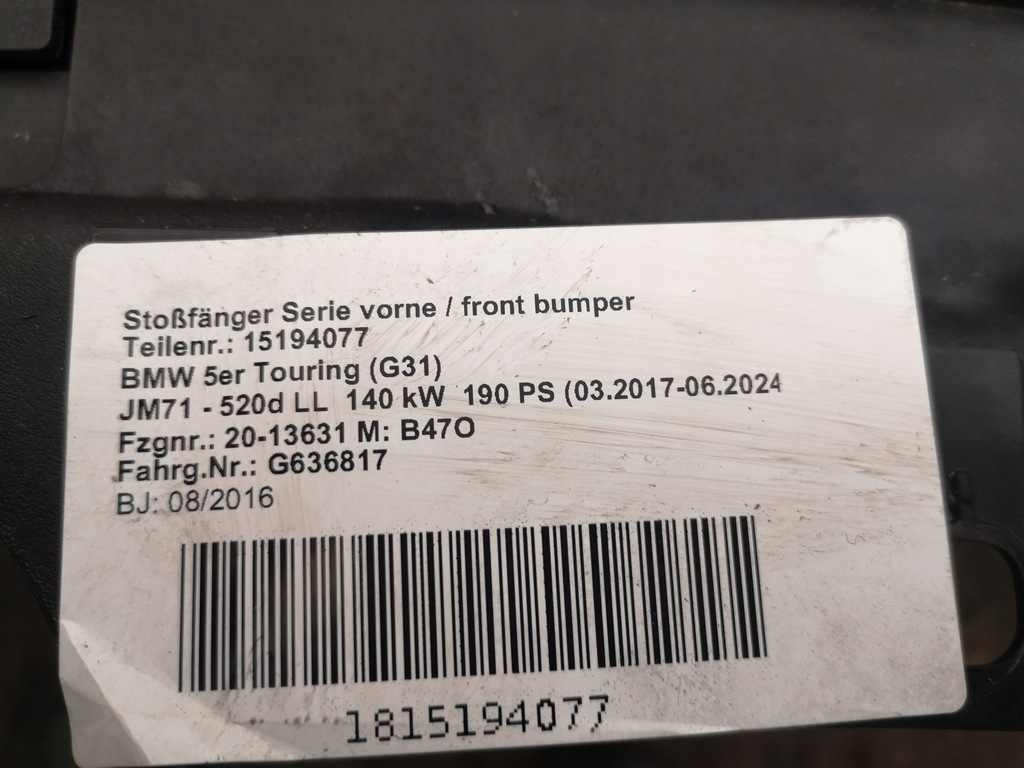 Stoßfänger Serie vorne / front bumper
Teilenr.: 15194077
BMW 5er Touring (G31)
JM71 - 520d LL 140 kW 190 PS (03.2017-06.2024
Fzgnr.: 20-13631 M: B47O
Fahrg.Nr.: G636817
BJ: 08/2016
1815194077